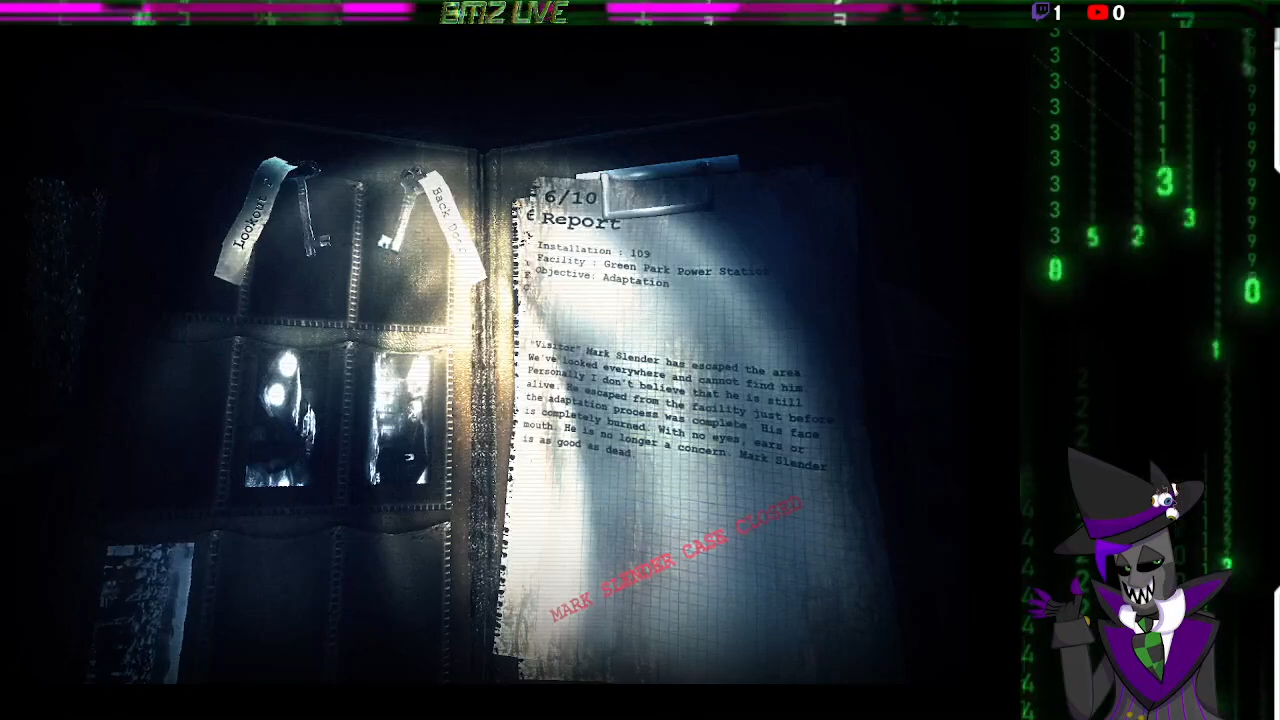 BMZ LIVE
1
0
Lookout
Back Door
6/10
Report
Installation : 109
Facility : Green Park Power Station
Objective: Adaptation
"Visitor" Mark Slender has escaped the area
We've looked everywhere and cannot find him.
Personally I don't believe that he is still
alive. He escaped from the facility just before
the adaptation process was complete. His face
is completely burned. With no eyes, ears or
mouth. He is no longer a concern. Mark Slender
is as good as dead.
MARK SLENDER CASE CLOSED